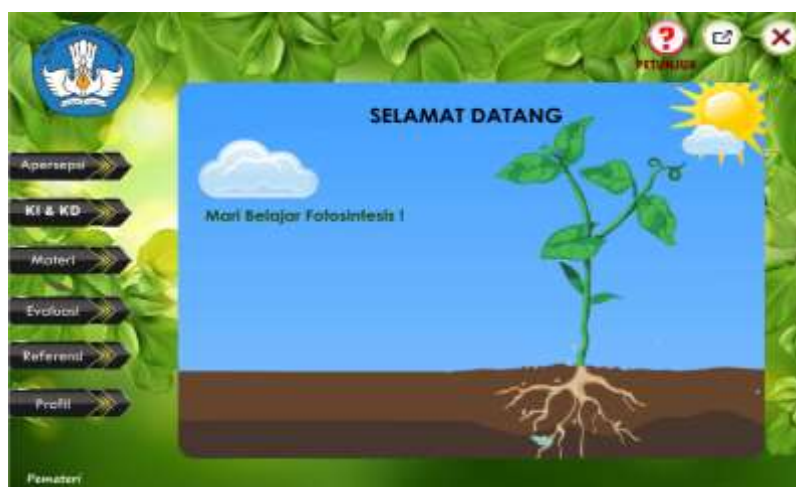 PETUNJUK
SELAMAT DATANG
Mari Belajar Fotosintesis !
Apersepsi
KI & KD
Materi
Evaluasi
Referensi
Profil
Pemateri